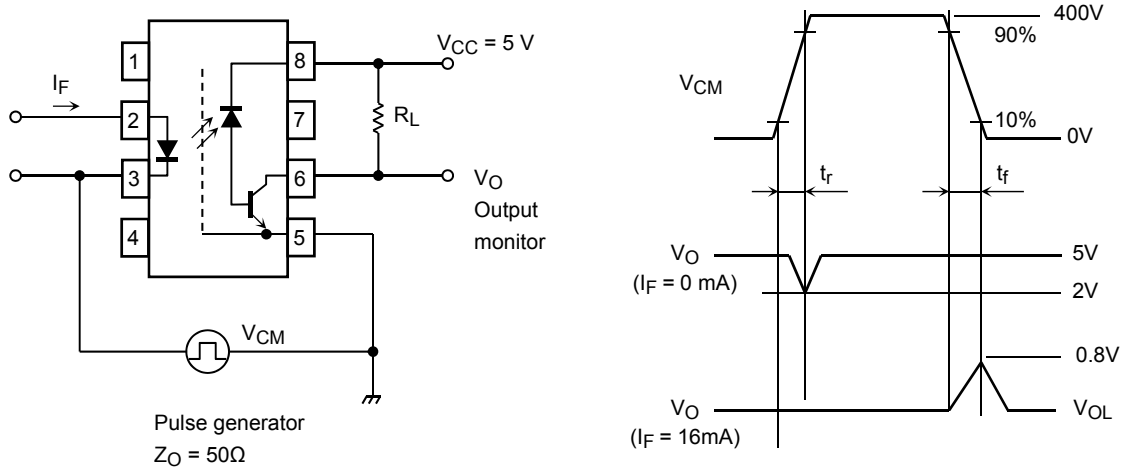 1
2
3
4
8
7
6
5
I_F
V_CC = 5 V
R_L
V_O
Output
monitor
V_CM
Pulse generator
Z_O = 50Ω
V_CM
400V
90%
10%
0V
t_r
t_f
V_O
(I_F = 0 mA)
5V
2V
0.8V
V_O
(I_F = 16mA)
V_OL